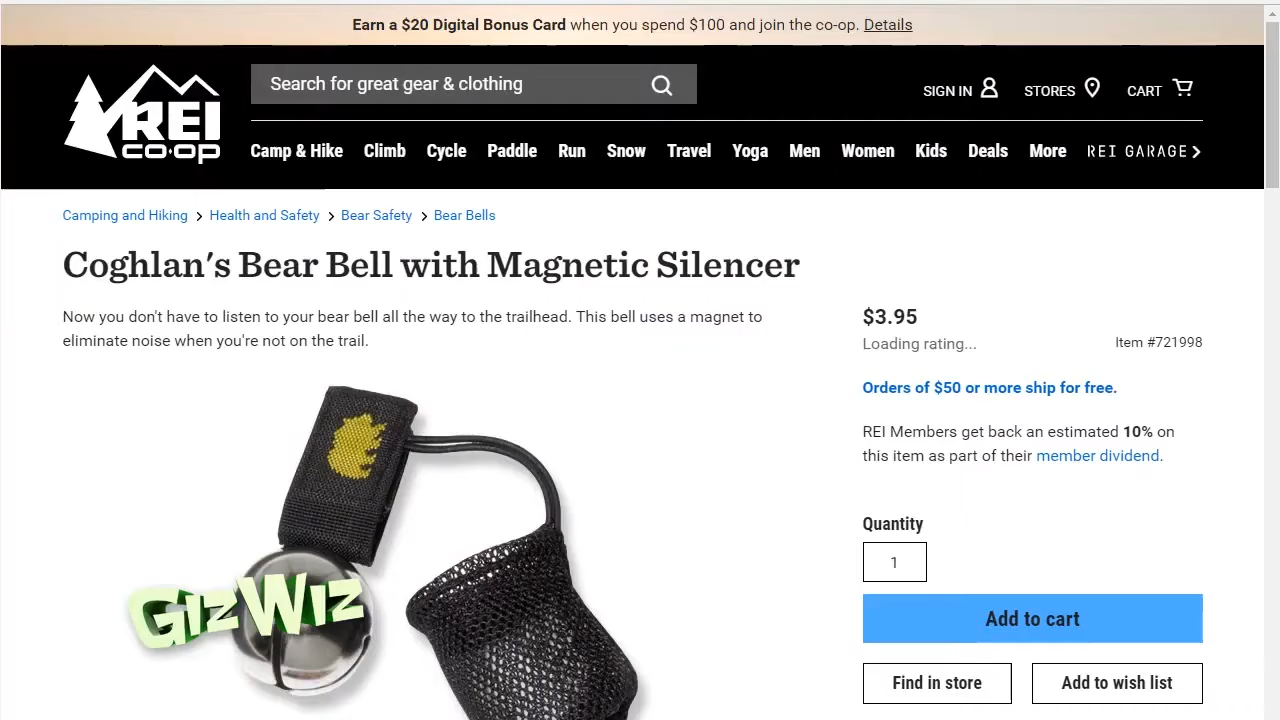 Earn a $20 Digital Bonus Card when you spend $100 and join the co-op. Details
REI
CO·OP
Search for great gear & clothing
SIGN IN
STORES
CART
Camp & Hike Climb Cycle Paddle Run Snow Travel Yoga Men Women Kids Deals More REI GARAGE
Camping and Hiking > Health and Safety > Bear Safety > Bear Bells
Coghlan's Bear Bell with Magnetic Silencer
Now you don't have to listen to your bear bell all the way to the trailhead. This bell uses a magnet to
eliminate noise when you're not on the trail.
$3.95
Loading rating...
Item #721998
Orders of $50 or more ship for free.
REI Members get back an estimated 10% on
this item as part of their member dividend.
Quantity
1
Add to cart
Find in store
Add to wish list
GIZWIZ